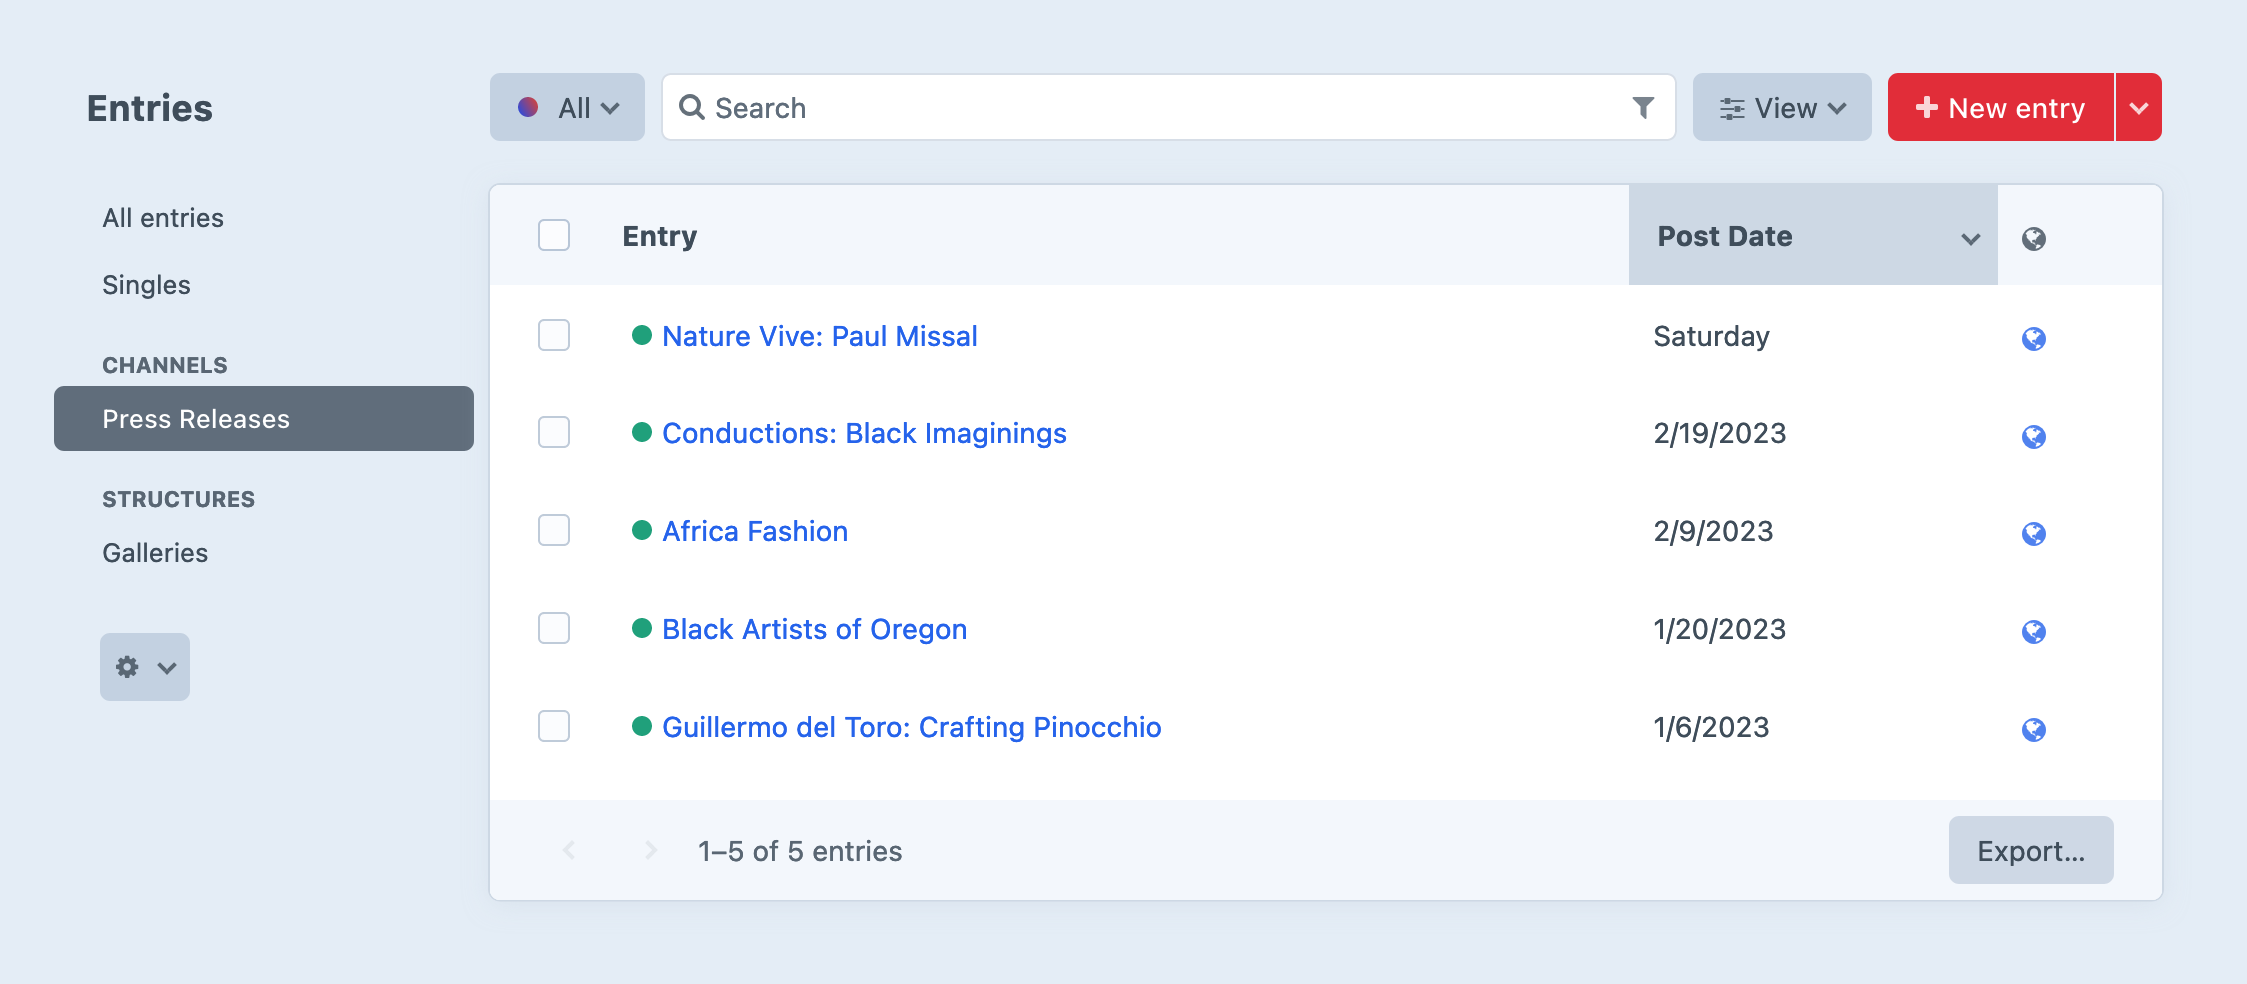 Entries
All
Search
View
New entry
All entries
Singles
CHANNELS
Press Releases
STRUCTURES
Galleries
Entry Post Date
Nature Vive: Paul Missal Saturday
Conductions: Black Imaginings 2/19/2023
Africa Fashion 2/9/2023
Black Artists of Oregon 1/20/2023
Guillermo del Toro: Crafting Pinocchio 1/6/2023
1–5 of 5 entries
Export...